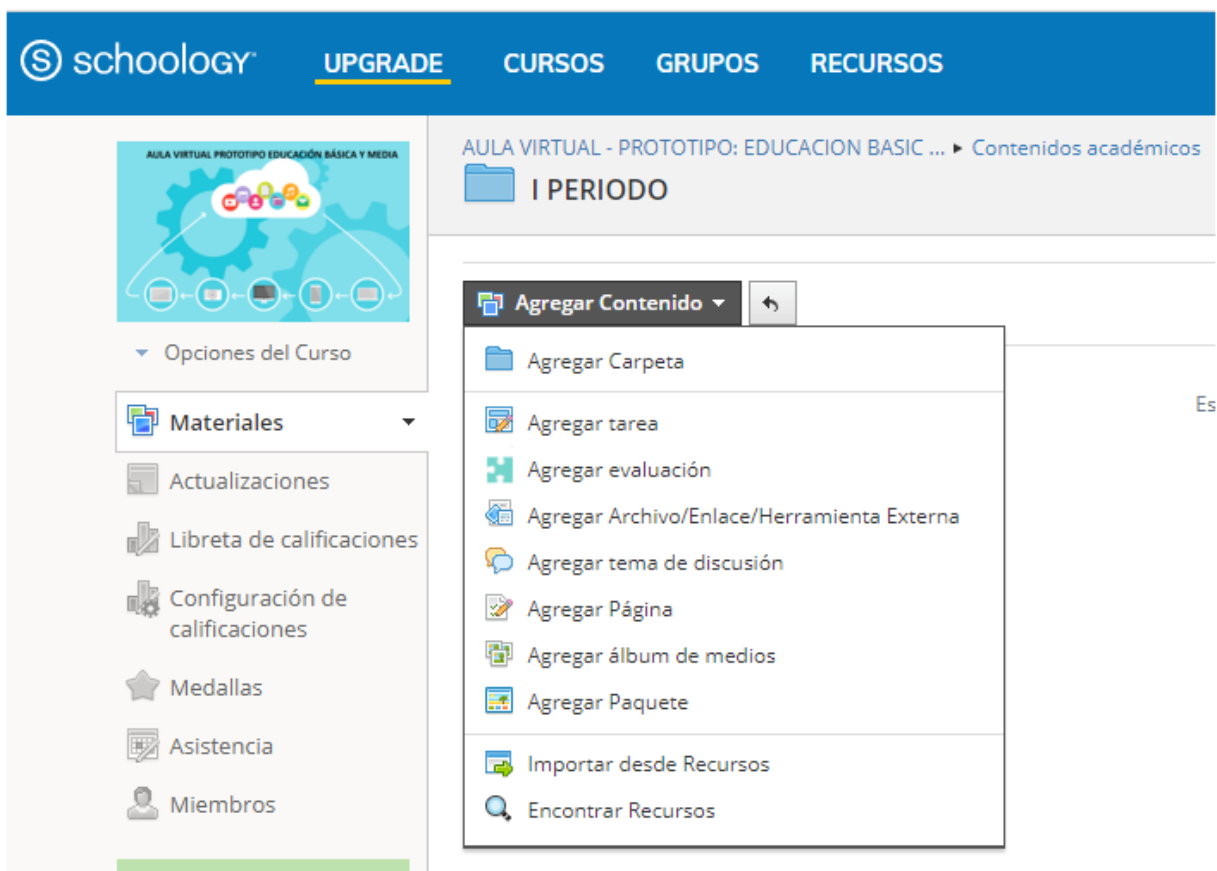 schoology
UPGRADE CURSOS GRUPOS RECURSOS
AULA VIRTUAL PROTOTIPO EDUCACIÓN BÁSICA Y MEDIA
Opciones del Curso
Materiales
Actualizaciones
Libreta de calificaciones
Configuración de
calificaciones
Medallas
Asistencia
Miembros
AULA VIRTUAL - PROTOTIPO: EDUCACION BASIC ... ▸ Contenidos académicos
I PERIODO
Agregar Contenido
Agregar Carpeta
Agregar tarea
Agregar evaluación
Agregar Archivo/Enlace/Herramienta Externa
Agregar tema de discusión
Agregar Página
Agregar álbum de medios
Agregar Paquete
Importar desde Recursos
Encontrar Recursos
Es